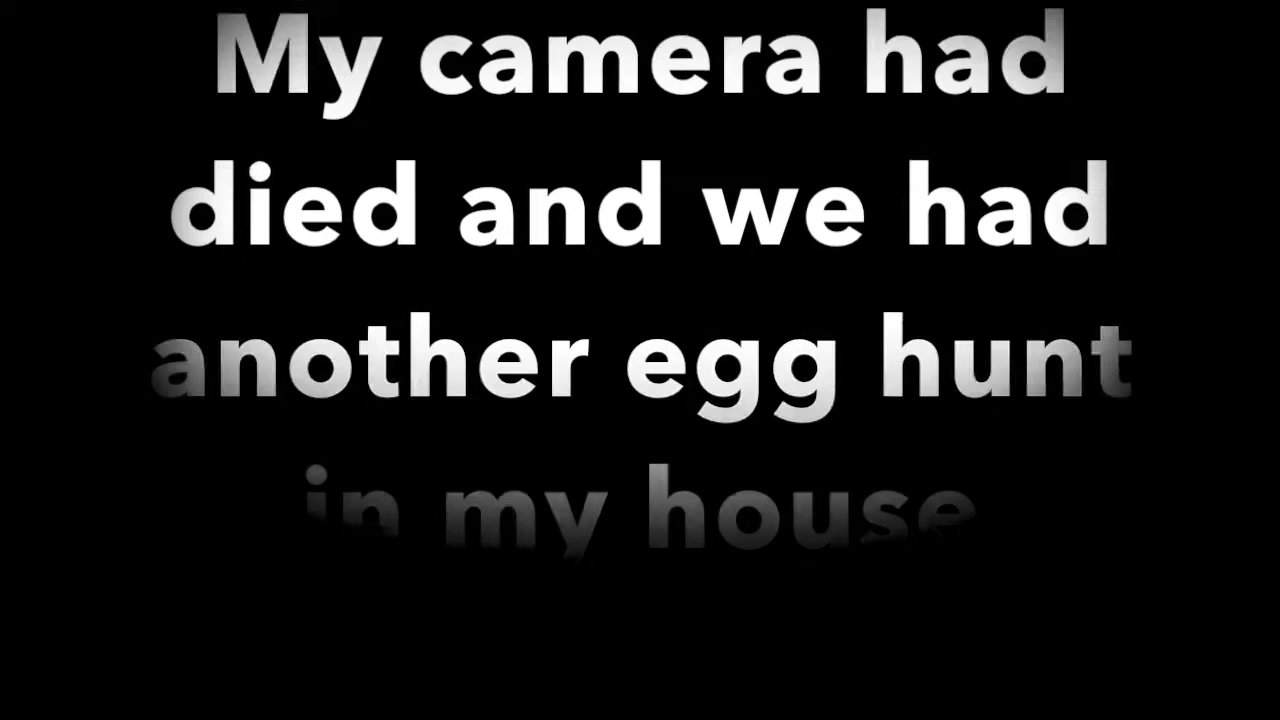 My camera had
died and we had
another egg hunt
in my house